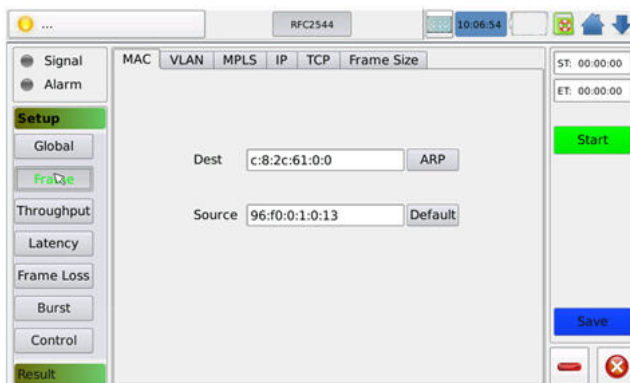 ...
RFC2544
10:06:54
Signal
Alarm
Setup
Global
Frame
Throughput
Latency
Frame Loss
Burst
Control
Result
MAC VLAN MPLS IP TCP Frame Size
Dest c:8:2c:61:0:0 ARP
Source 96:f0:0:1:0:13 Default
ST: 00:00:00
ET: 00:00:00
Start
Save